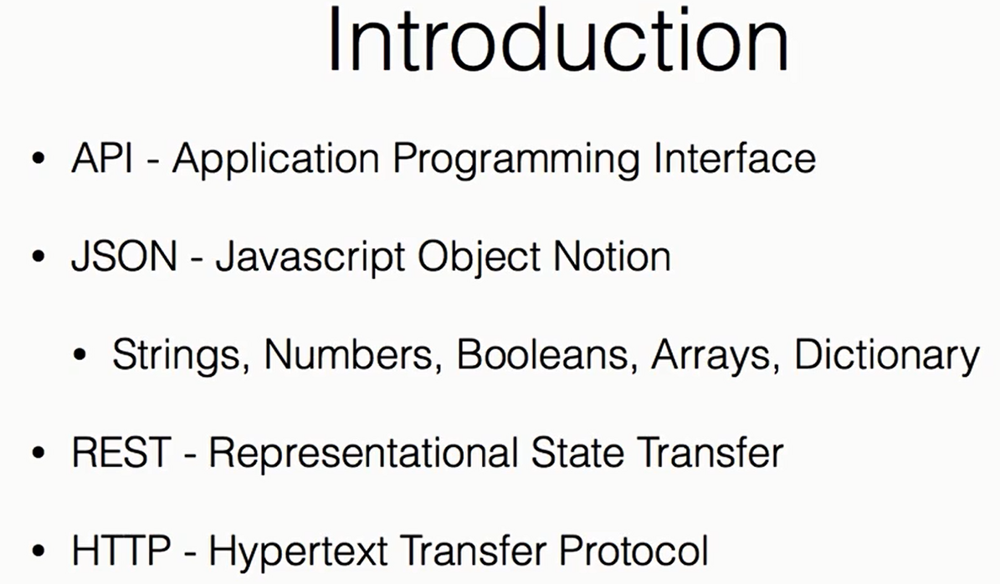 Introduction
• API - Application Programming Interface
• JSON - Javascript Object Notion
• Strings, Numbers, Booleans, Arrays, Dictionary
• REST - Representational State Transfer
• HTTP - Hypertext Transfer Protocol